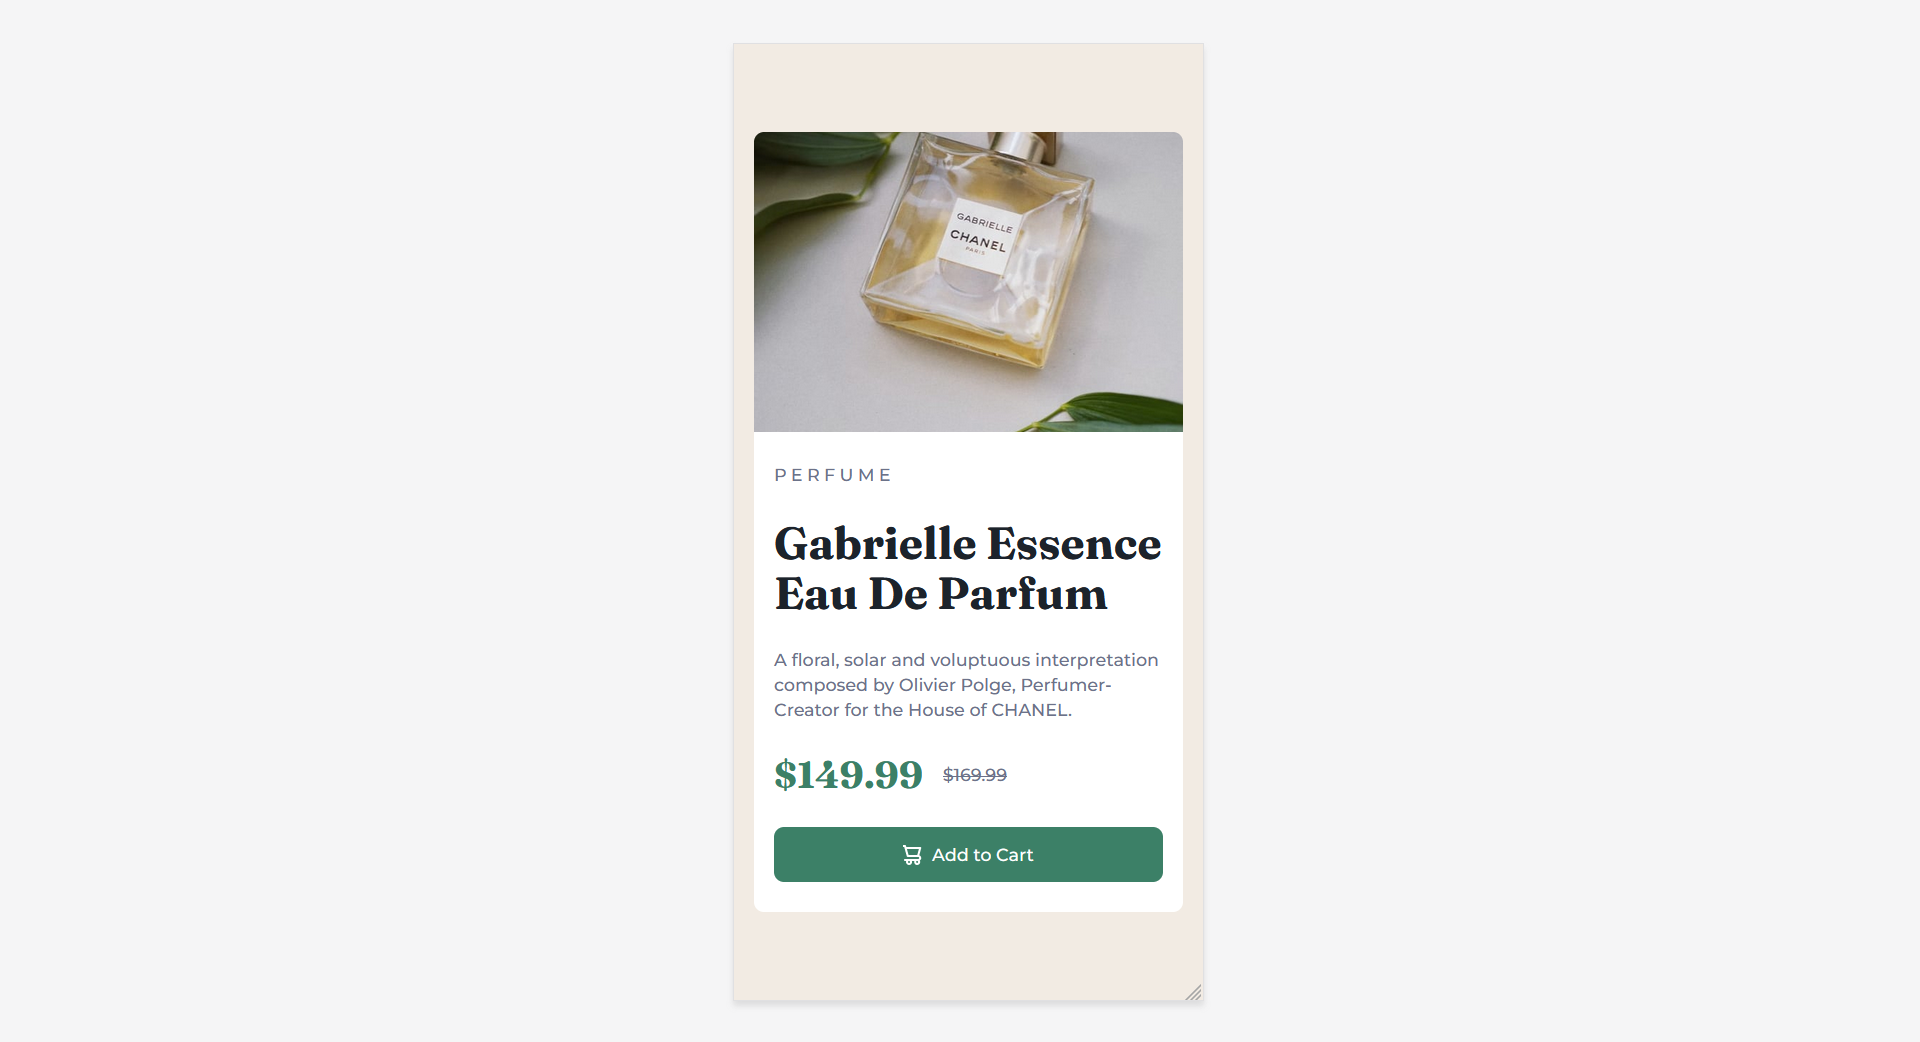 GABRIELLE
CHANEL
PARIS
PERFUME
Gabrielle Essence
Eau De Parfum
A floral, solar and voluptuous interpretation
composed by Olivier Polge, Perfumer-
Creator for the House of CHANEL.
$149.99 $169.99
Add to Cart